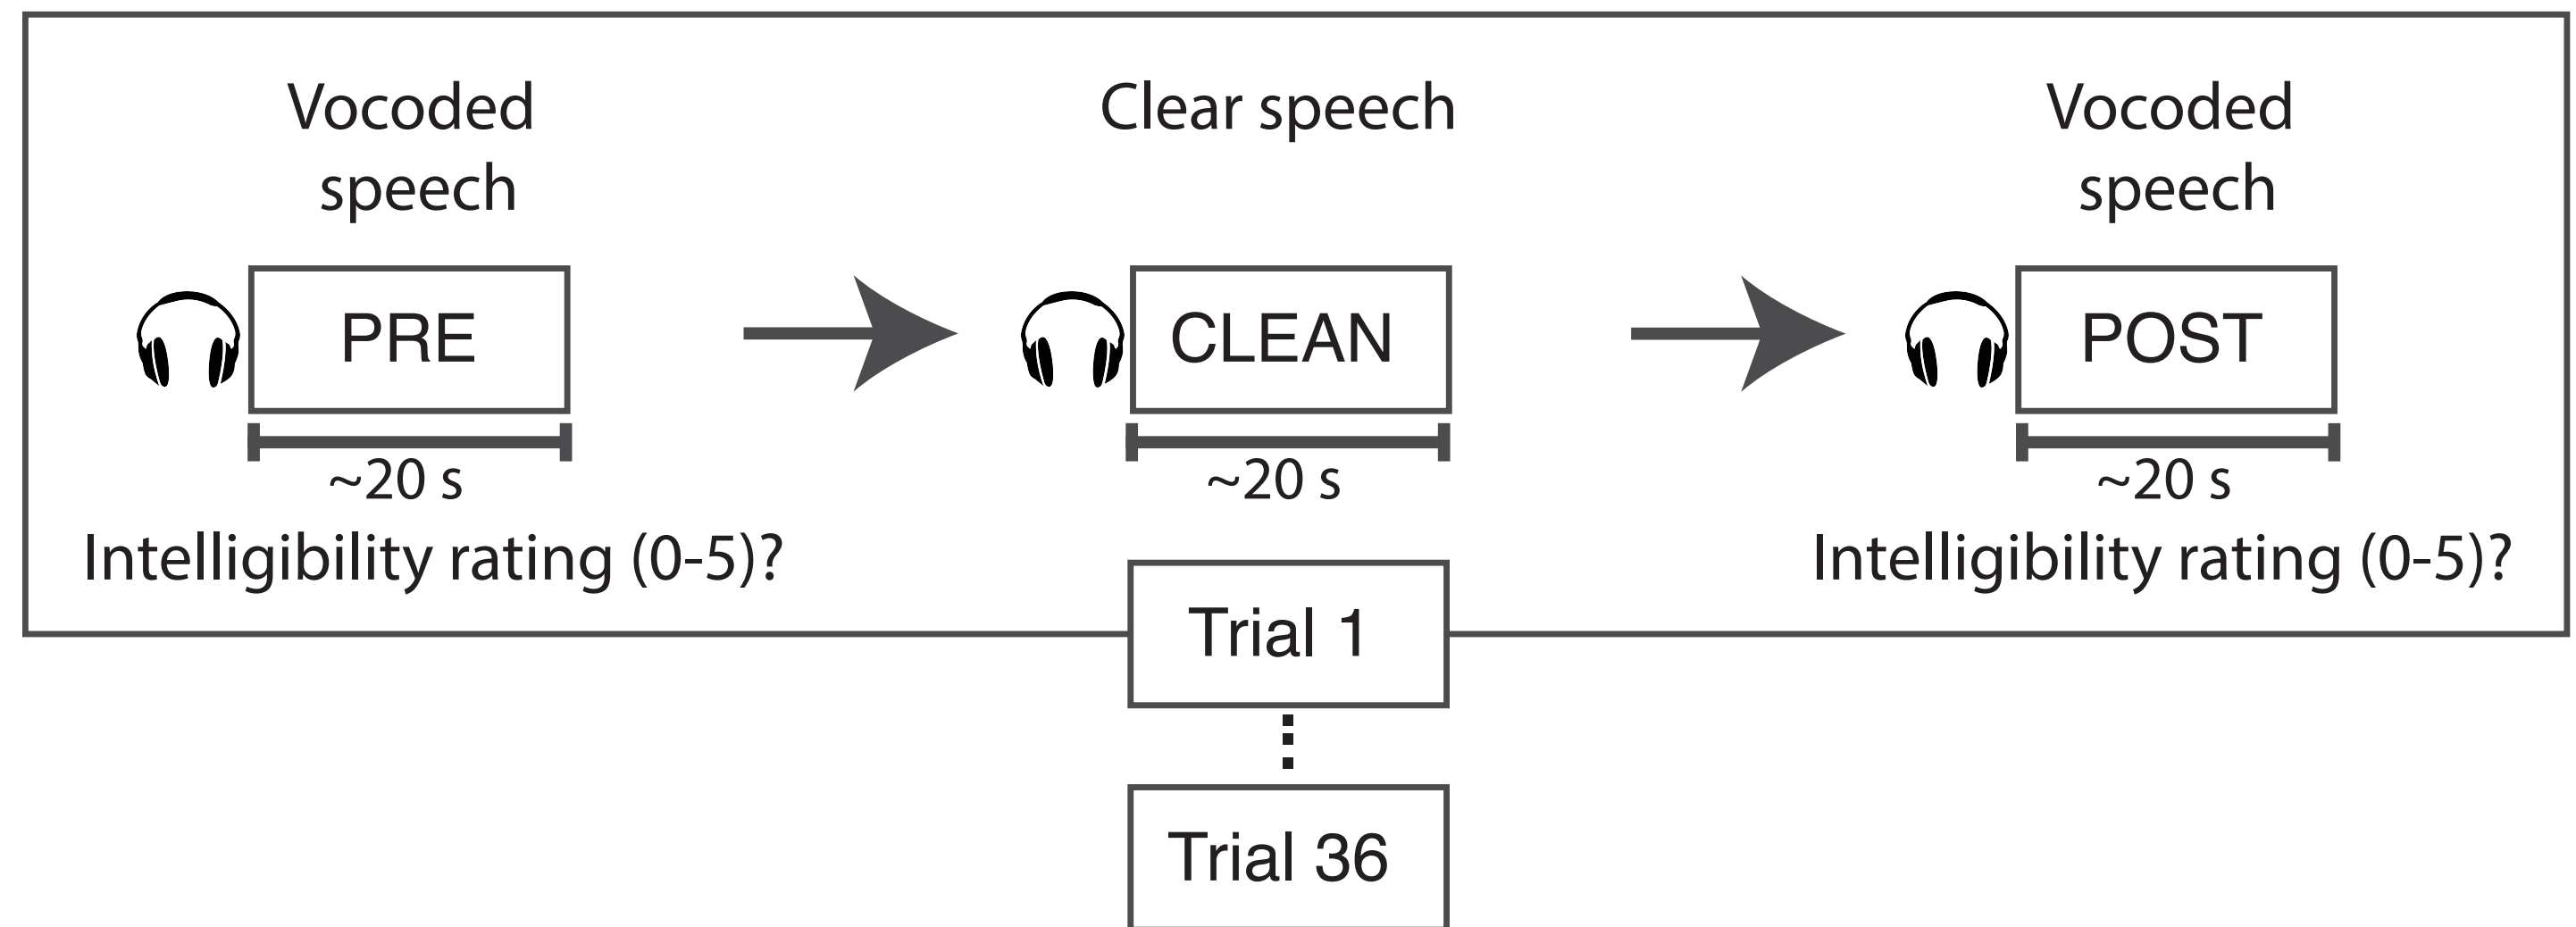 Vocoded
speech
PRE
~20 s
Intelligibility rating (0-5)?
Clear speech
CLEAN
~20 s
Vocoded
speech
POST
~20 s
Intelligibility rating (0-5)?
Trial 1
Trial 36